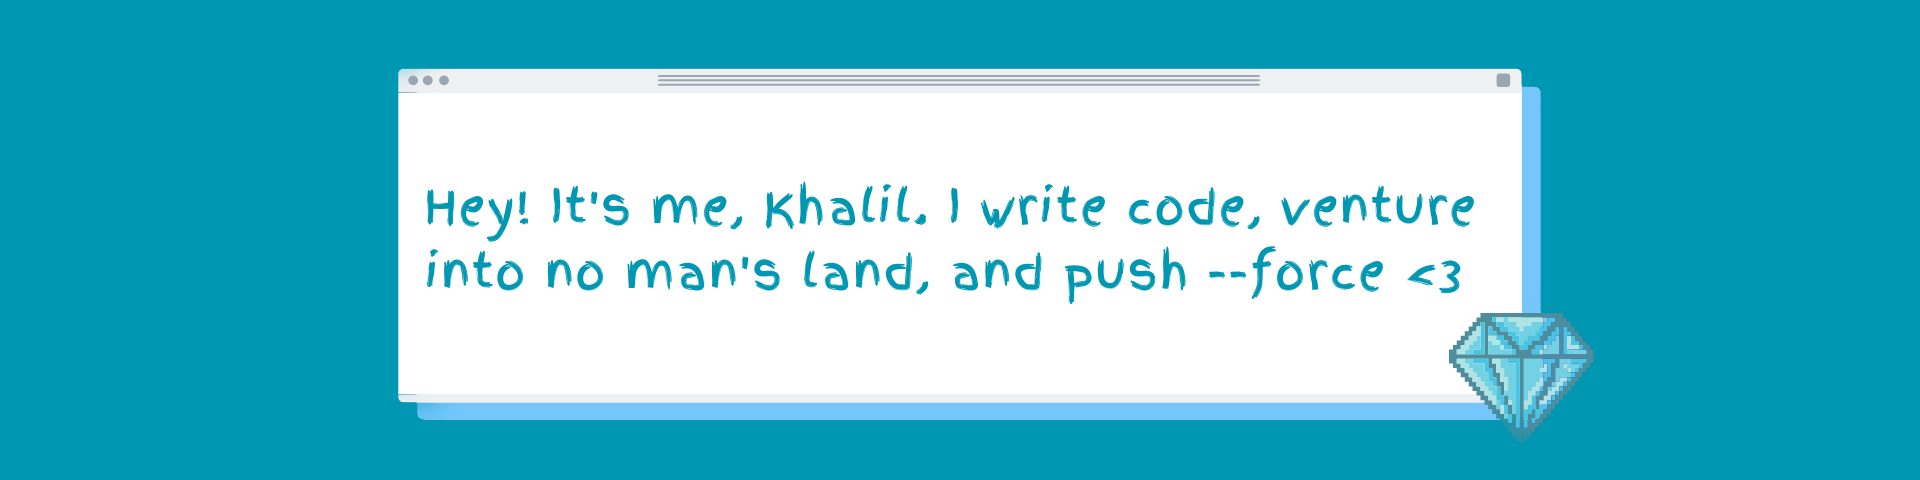 Hey! It's me, Khalil. I write code, venture
into no man's land, and push --force <3